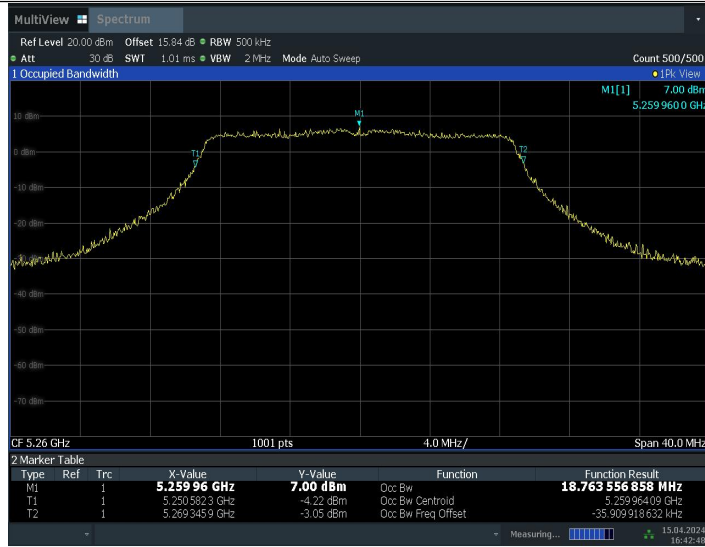 MultiView Spectrum
Ref Level 20.00 dBm Offset 15.84 dB RBW 500 kHz
Att 30 dB SWT 1.01 ms VBW 2 MHz Mode Auto Sweep Count 500/500
1 Occupied Bandwidth 1Pk View
M1[1] 7.00 dBm
5.259 960 0 GHz
10 dBm
M1
0 dBm
T1
T2
-10 dBm
-20 dBm
-30 dBm
-40 dBm
-50 dBm
-60 dBm
-70 dBm
CF 5.26 GHz 1001 pts 4.0 MHz/ Span 40.0 MHz
2 Marker Table
Type Ref Trc X-Value Y-Value Function Function Result
M1 1 5.259 96 GHz 7.00 dBm Occ Bw 18.763 556 858 MHz
T1 1 5.250 582 3 GHz -4.22 dBm Occ Bw Centroid 5.259 964 09 GHz
T2 1 5.269 345 9 GHz -3.05 dBm Occ Bw Freq Offset -35.909 918 632 kHz
Measuring... 15.04.2024
16:42:48